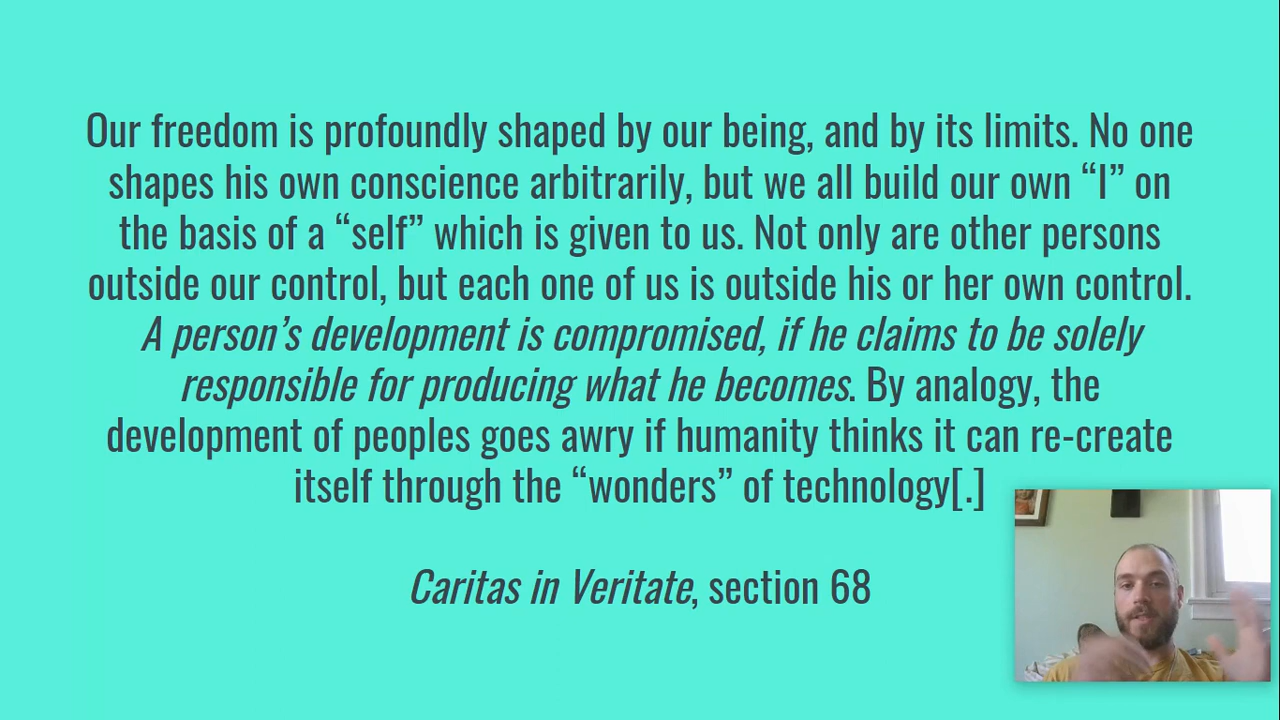 Our freedom is profoundly shaped by our being, and by its limits. No one
shapes his own conscience arbitrarily, but we all build our own “I” on
the basis of a “self” which is given to us. Not only are other persons
outside our control, but each one of us is outside his or her own control.
A person’s development is compromised, if he claims to be solely
responsible for producing what he becomes. By analogy, the
development of peoples goes awry if humanity thinks it can re-create
itself through the “wonders” of technology[.]
Caritas in Veritate, section 68